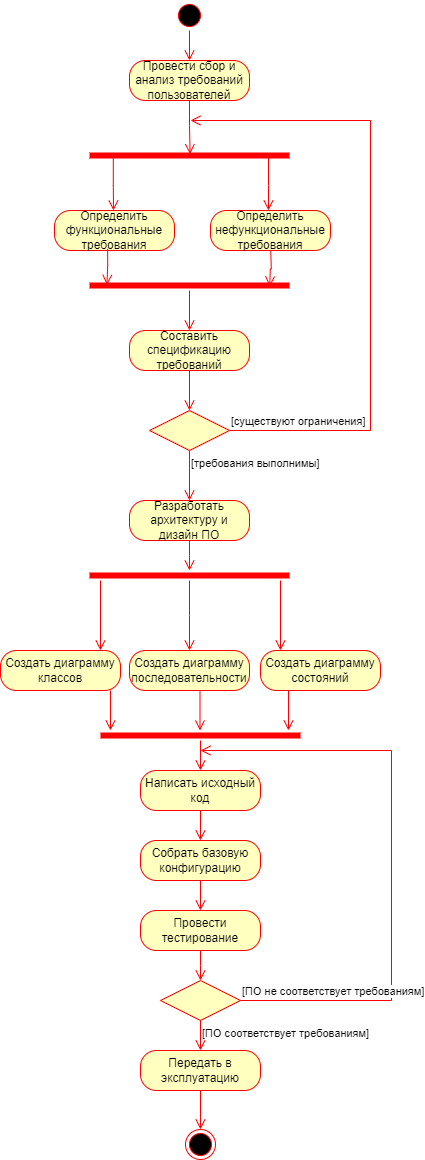 Провести сбор и
анализ требований
пользователей
Определить
функциональные
требования
Определить
нефункциональные
требования
Составить
спецификацию
требований
[существуют ограничения]
[требования выполнимы]
Разработать
архитектуру и
дизайн ПО
Создать диаграмму
классов
Создать диаграмму
последовательности
Создать диаграмму
состояний
Написать исходный
код
Собрать базовую
конфигурацию
Провести
тестирование
[ПО не соответствует требованиям]
[ПО соответствует требованиям]
Передать в
эксплуатацию